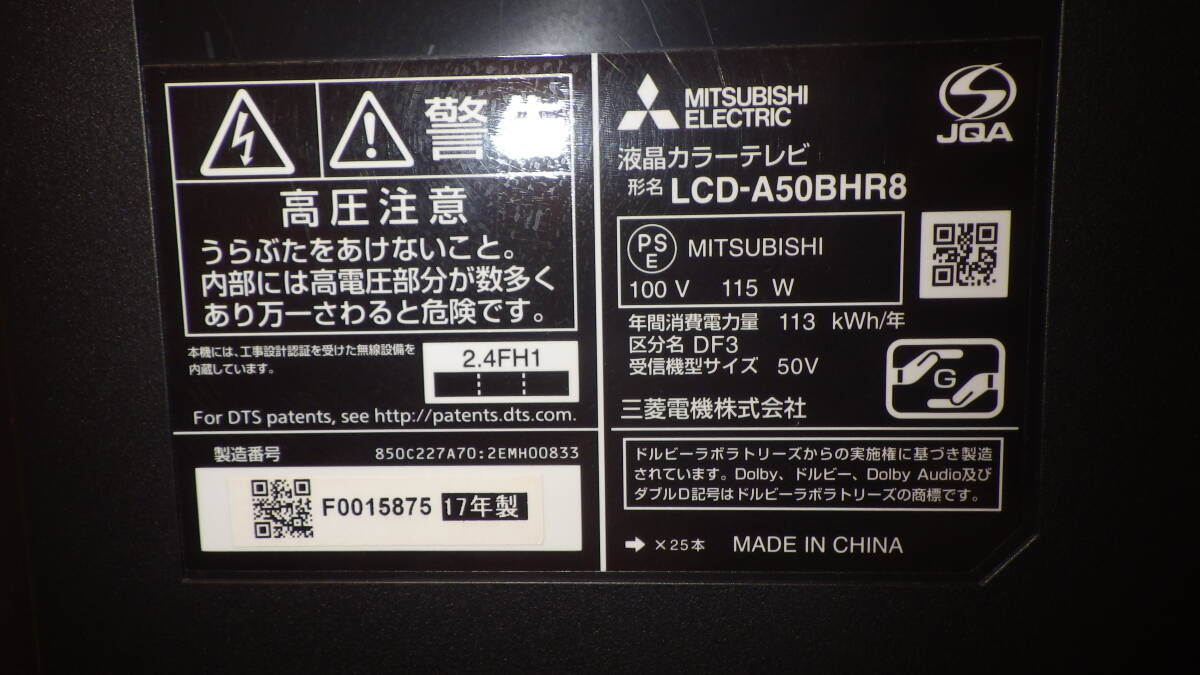 警
高圧注意
うらぶたをあけないこと。
内部には高電圧部分が数多く
あり万一さわると危険です。
本機には、工事設計認証を受けた無線設備を
内蔵しています。
2.4FH1
For DTS patents, see http://patents.dts.com.
製造番号 850C227A70:2EMH00833
F0015875 17年製
MITSUBISHI
ELECTRIC
JQA
液晶カラーテレビ
形名 LCD-A50BHR8
PS
E
MITSUBISHI
100 V 115 W
年間消費電力量 113 kWh/年
区分名 DF3
受信機型サイズ 50V
G
三菱電機株式会社
ドルビーラボラトリーズからの実施権に基づき製造
されています。Dolby、ドルビー、Dolby Audio及び
ダブルD記号はドルビーラボラトリーズの商標です。
➡ ×25本 MADE IN CHINA